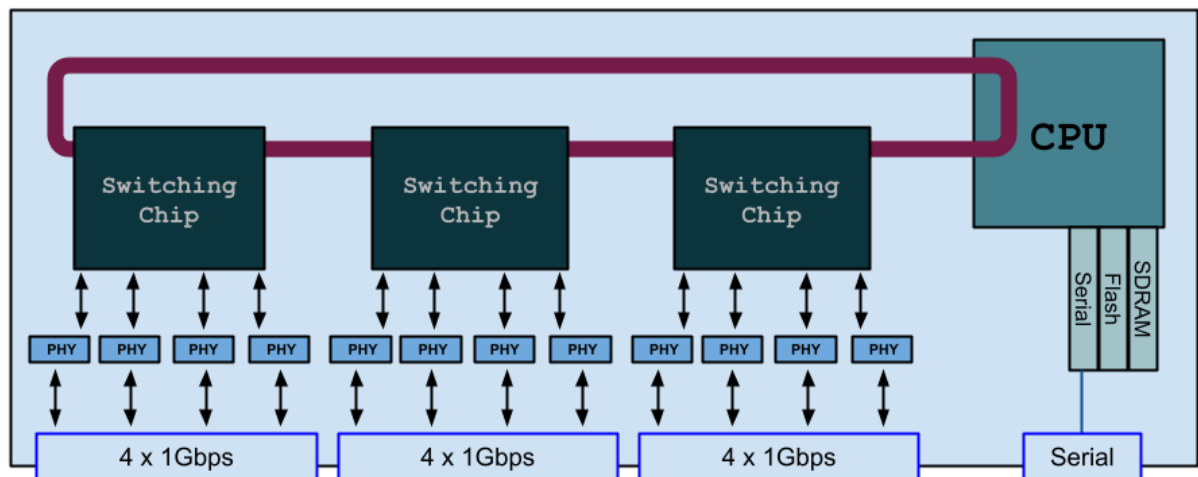 CPU
Switching
Chip
Switching
Chip
Switching
Chip
Serial
Flash
SDRAM
PHY
PHY
PHY
PHY
PHY
PHY
PHY
PHY
PHY
PHY
PHY
PHY
4 x 1Gbps
4 x 1Gbps
4 x 1Gbps
Serial